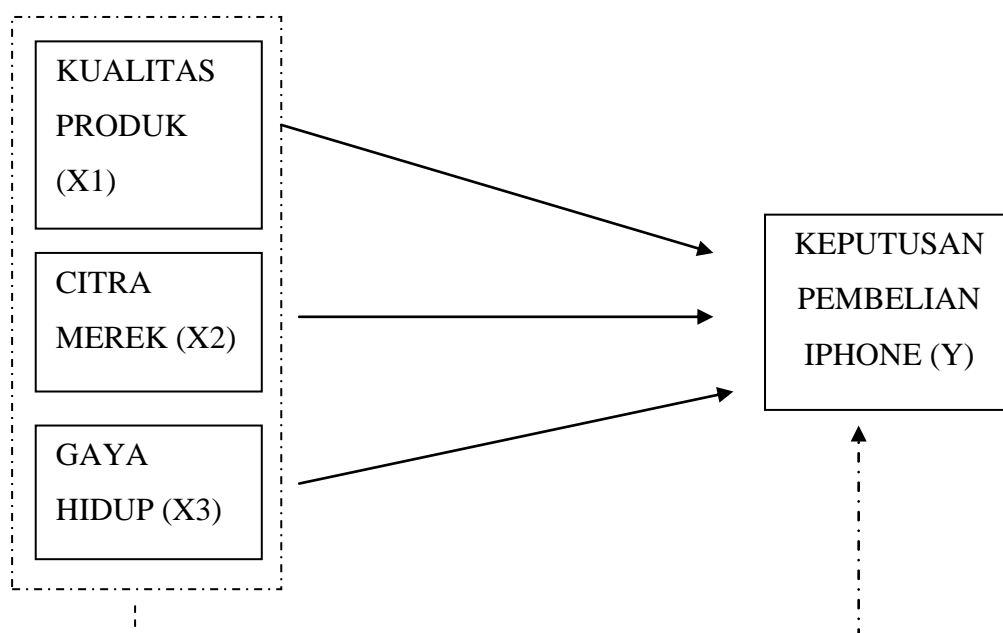 KUALITAS
PRODUK
(X1)
CITRA
MEREK (X2)
GAYA
HIDUP (X3)
KEPUTUSAN
PEMBELIAN
IPHONE (Y)